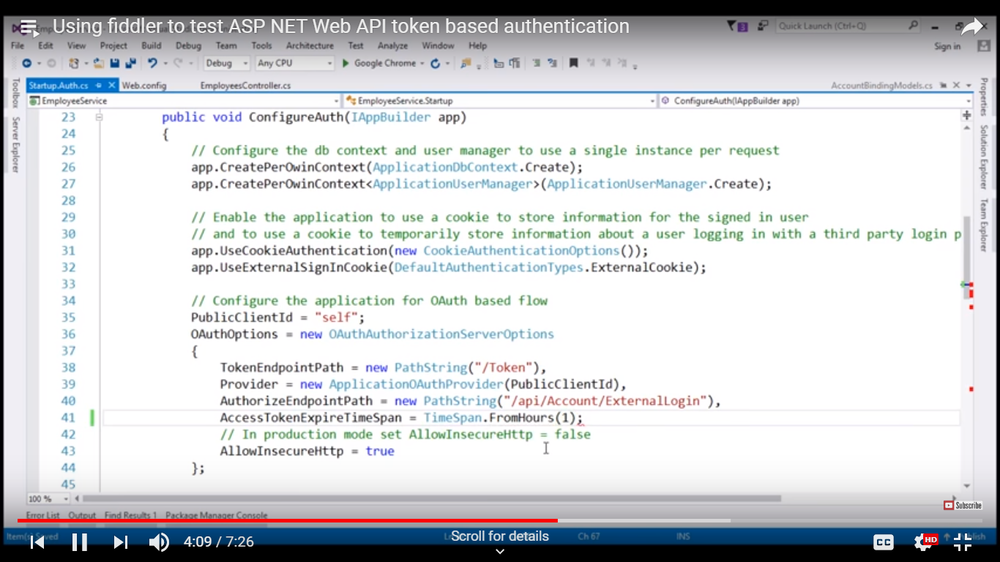 Using fiddler to test ASP NET Web API token based authentication
Quick Launch (Ctrl+Q)
File Edit View Project Build Debug Team Tools Architecture Test Analyze Window Help
Sign in
Debug Any CPU Google Chrome
Startup.Auth.cs Web.config EmployeesController.cs AccountBindingModels.cs
EmployeeService EmployeeService.Startup ConfigureAuth(IAppBuilder app)
Toolbox
Server Explorer
Properties
Solution Explorer
Team Explorer
23 public void ConfigureAuth(IAppBuilder app)
24 {
25 // Configure the db context and user manager to use a single instance per request
26 app.CreatePerOwinContext(ApplicationDbContext.Create);
27 app.CreatePerOwinContext<ApplicationUserManager>(ApplicationUserManager.Create);
28
29 // Enable the application to use a cookie to store information for the signed in user
30 // and to use a cookie to temporarily store information about a user logging in with a third party login p
31 app.UseCookieAuthentication(new CookieAuthenticationOptions());
32 app.UseExternalSignInCookie(DefaultAuthenticationTypes.ExternalCookie);
33
34 // Configure the application for OAuth based flow
35 PublicClientId = "self";
36 OAuthOptions = new OAuthAuthorizationServerOptions
37 {
38 TokenEndpointPath = new PathString("/Token"),
39 Provider = new ApplicationOAuthProvider(PublicClientId),
40 AuthorizeEndpointPath = new PathString("/api/Account/ExternalLogin"),
41 AccessTokenExpireTimeSpan = TimeSpan.FromHours(1);
42 // In production mode set AllowInsecureHttp = false
43 AllowInsecureHttp = true
44 };
45
100 %
Subscribe
Error List Output Find Results 1 Package Manager Console
4:09 / 7:26
Scroll for details
Ch 67 INS
CC HD